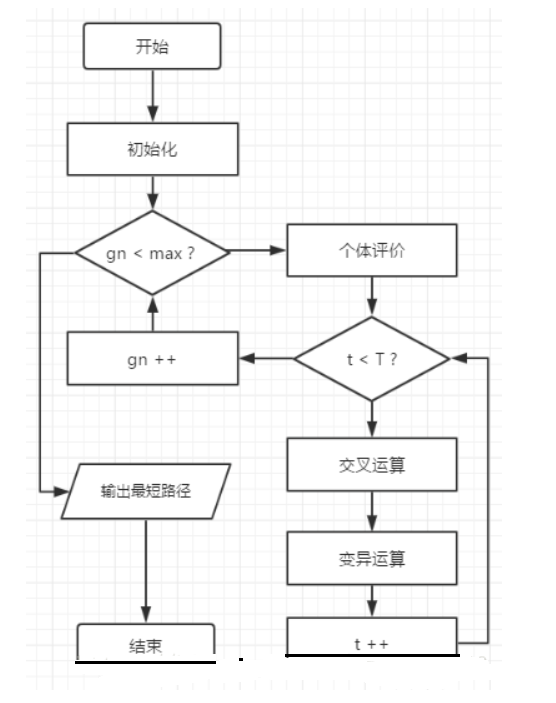 开始
初始化
gn < max ?
个体评价
gn ++
t < T ?
交叉运算
输出最短路径
变异运算
结束
t ++